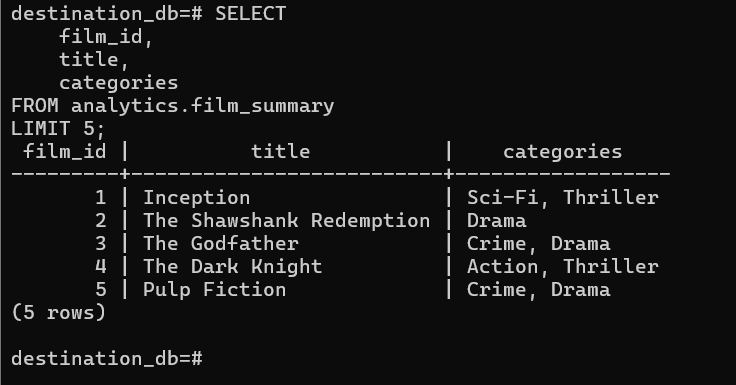 destination_db=# SELECT
    film_id,
    title,
    categories
FROM analytics.film_summary
LIMIT 5;
 film_id |          title           |    categories
---------+--------------------------+------------------
       1 | Inception                | Sci-Fi, Thriller
       2 | The Shawshank Redemption | Drama
       3 | The Godfather            | Crime, Drama
       4 | The Dark Knight          | Action, Thriller
       5 | Pulp Fiction             | Crime, Drama
(5 rows)

destination_db=#